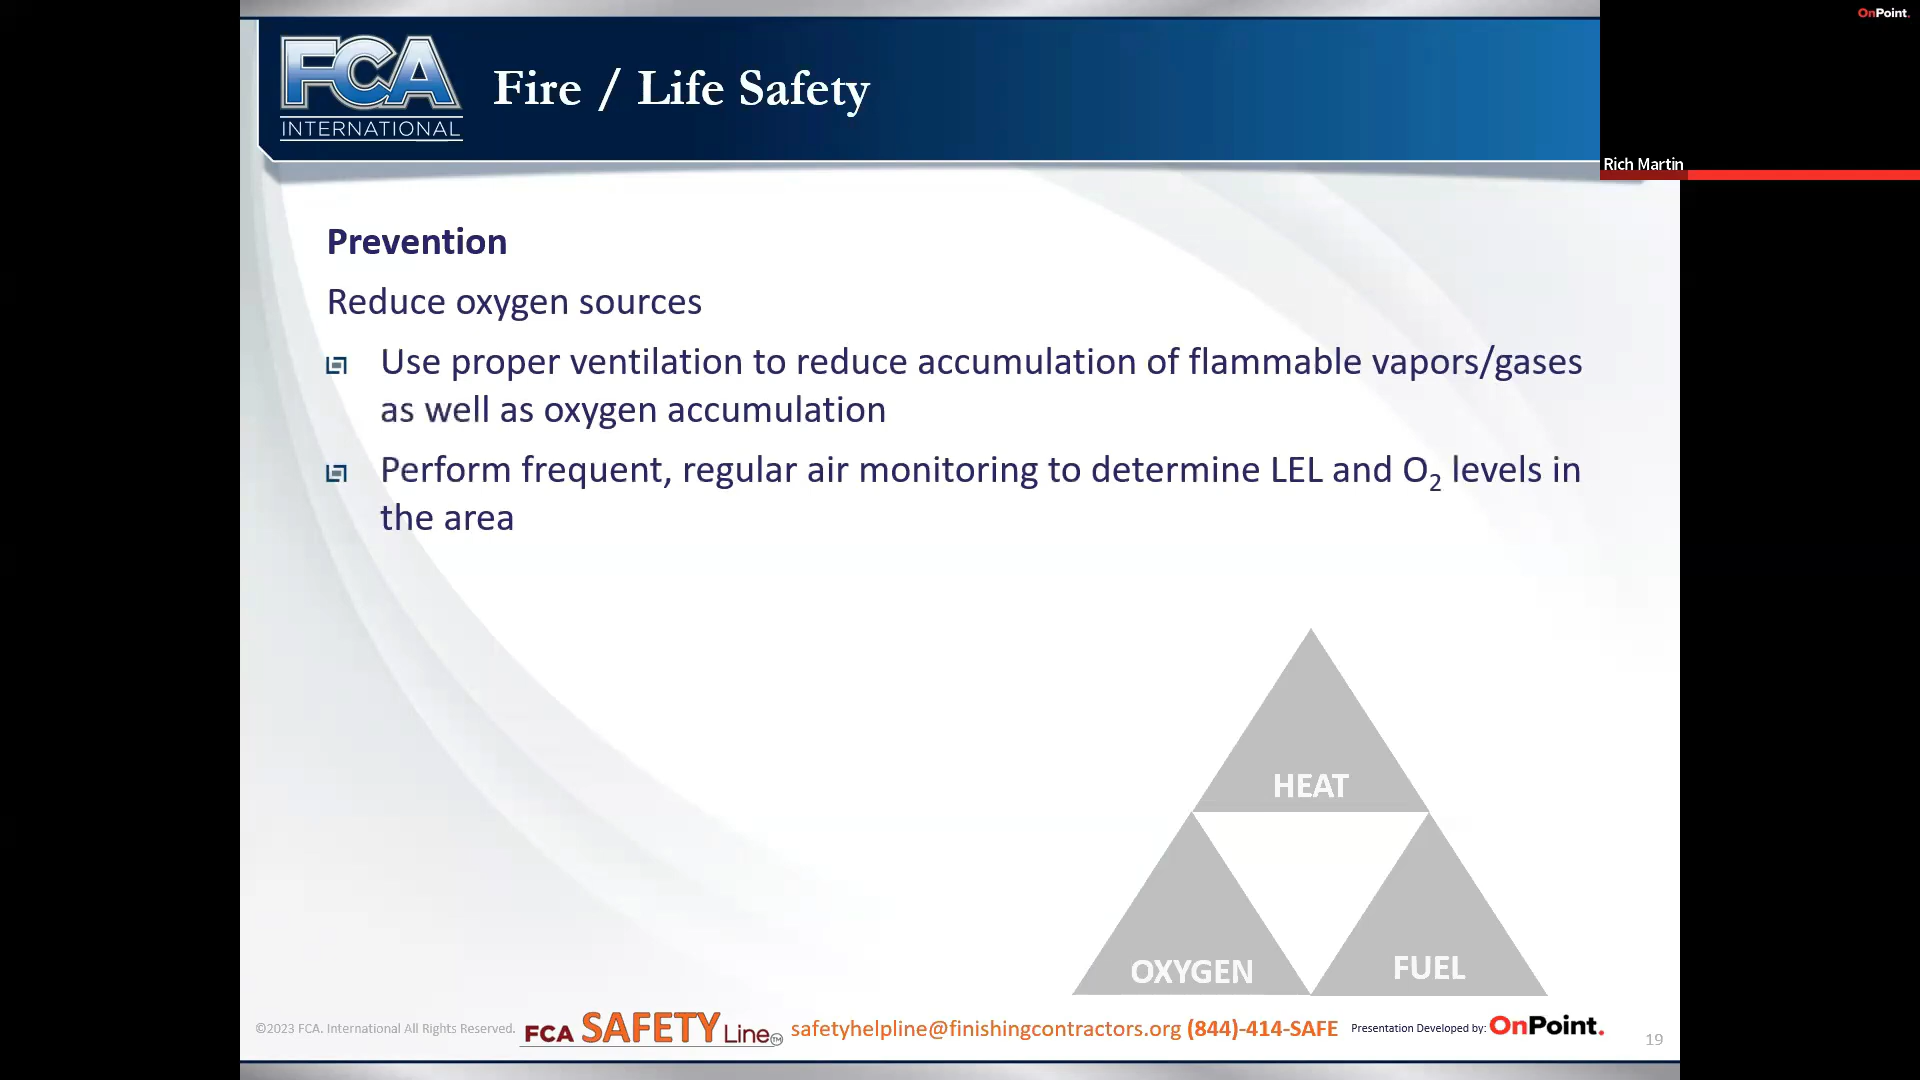 OnPoint.
FCA
INTERNATIONAL
Fire / Life Safety
Rich Martin
Prevention
Reduce oxygen sources
Use proper ventilation to reduce accumulation of flammable vapors/gases
as well as oxygen accumulation
Perform frequent, regular air monitoring to determine LEL and O₂ levels in
the area
HEAT
OXYGEN
FUEL
©2023 FCA. International All Rights Reserved.
FCA SAFETY Line™
safetyhelpline@finishingcontractors.org (844)-414-SAFE
Presentation Developed by: OnPoint.
19